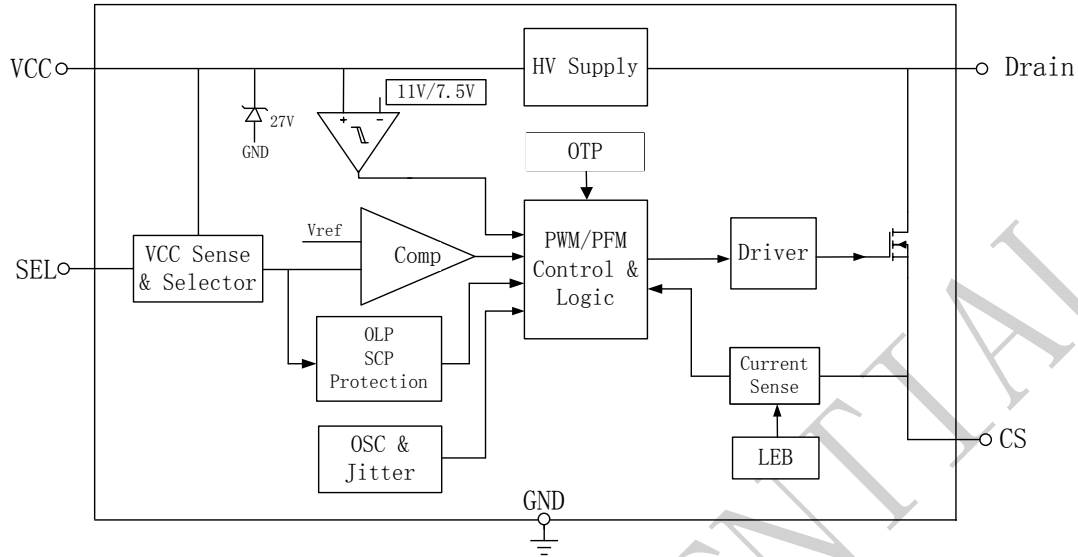 VCC
HV Supply
Drain
11V/7.5V
+
−
27V
GND
OTP
Vref
Comp
PWM/PFM
Control &
Logic
Driver
SEL
VCC Sense
& Selector
OLP
SCP
Protection
Current
Sense
OSC &
Jitter
LEB
CS
GND